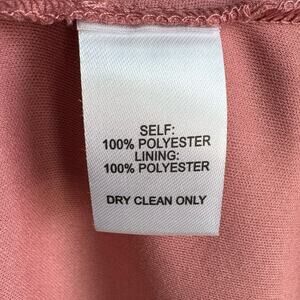 SELF:
100% POLYESTER
LINING:
100% POLYESTER
DRY CLEAN ONLY